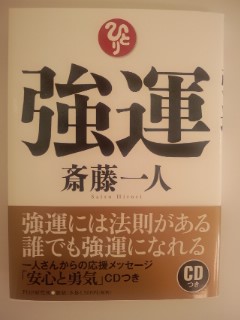 ひとり
強運
斎藤一人
SAITO HITORI
強運には法則がある
誰でも強運になれる
一人さんからの応援メッセージ
「安心と勇気」CDつき
CD
つき